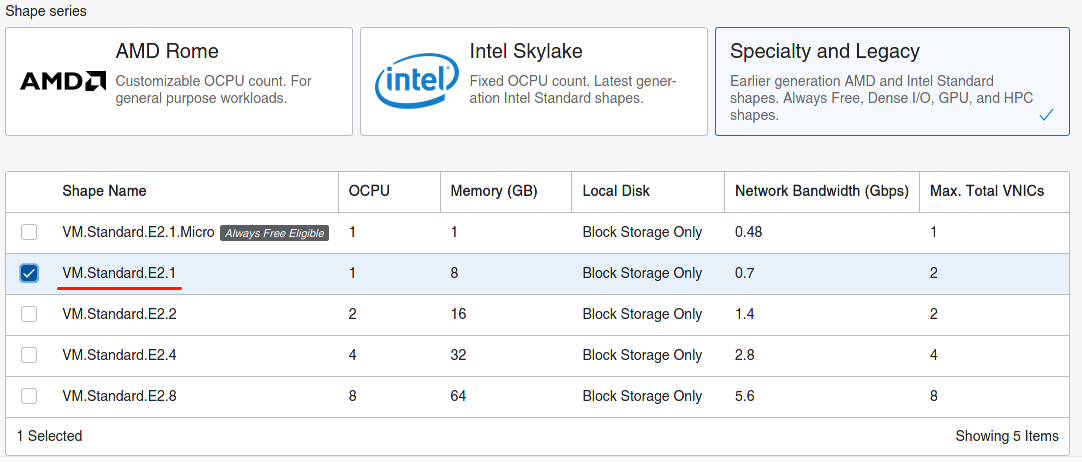 Shape series
AMD
AMD Rome
Customizable OCPU count. For
general purpose workloads.
intel
Intel Skylake
Fixed OCPU count. Latest gener-
ation Intel Standard shapes.
Specialty and Legacy
Earlier generation AMD and Intel Standard
shapes. Always Free, Dense I/O, GPU, and HPC
shapes.
Shape Name OCPU Memory (GB) Local Disk Network Bandwidth (Gbps) Max. Total VNICs
VM.Standard.E2.1.Micro Always Free Eligible 1 1 Block Storage Only 0.48 1
VM.Standard.E2.1 1 8 Block Storage Only 0.7 2
VM.Standard.E2.2 2 16 Block Storage Only 1.4 2
VM.Standard.E2.4 4 32 Block Storage Only 2.8 4
VM.Standard.E2.8 8 64 Block Storage Only 5.6 8
1 Selected Showing 5 Items